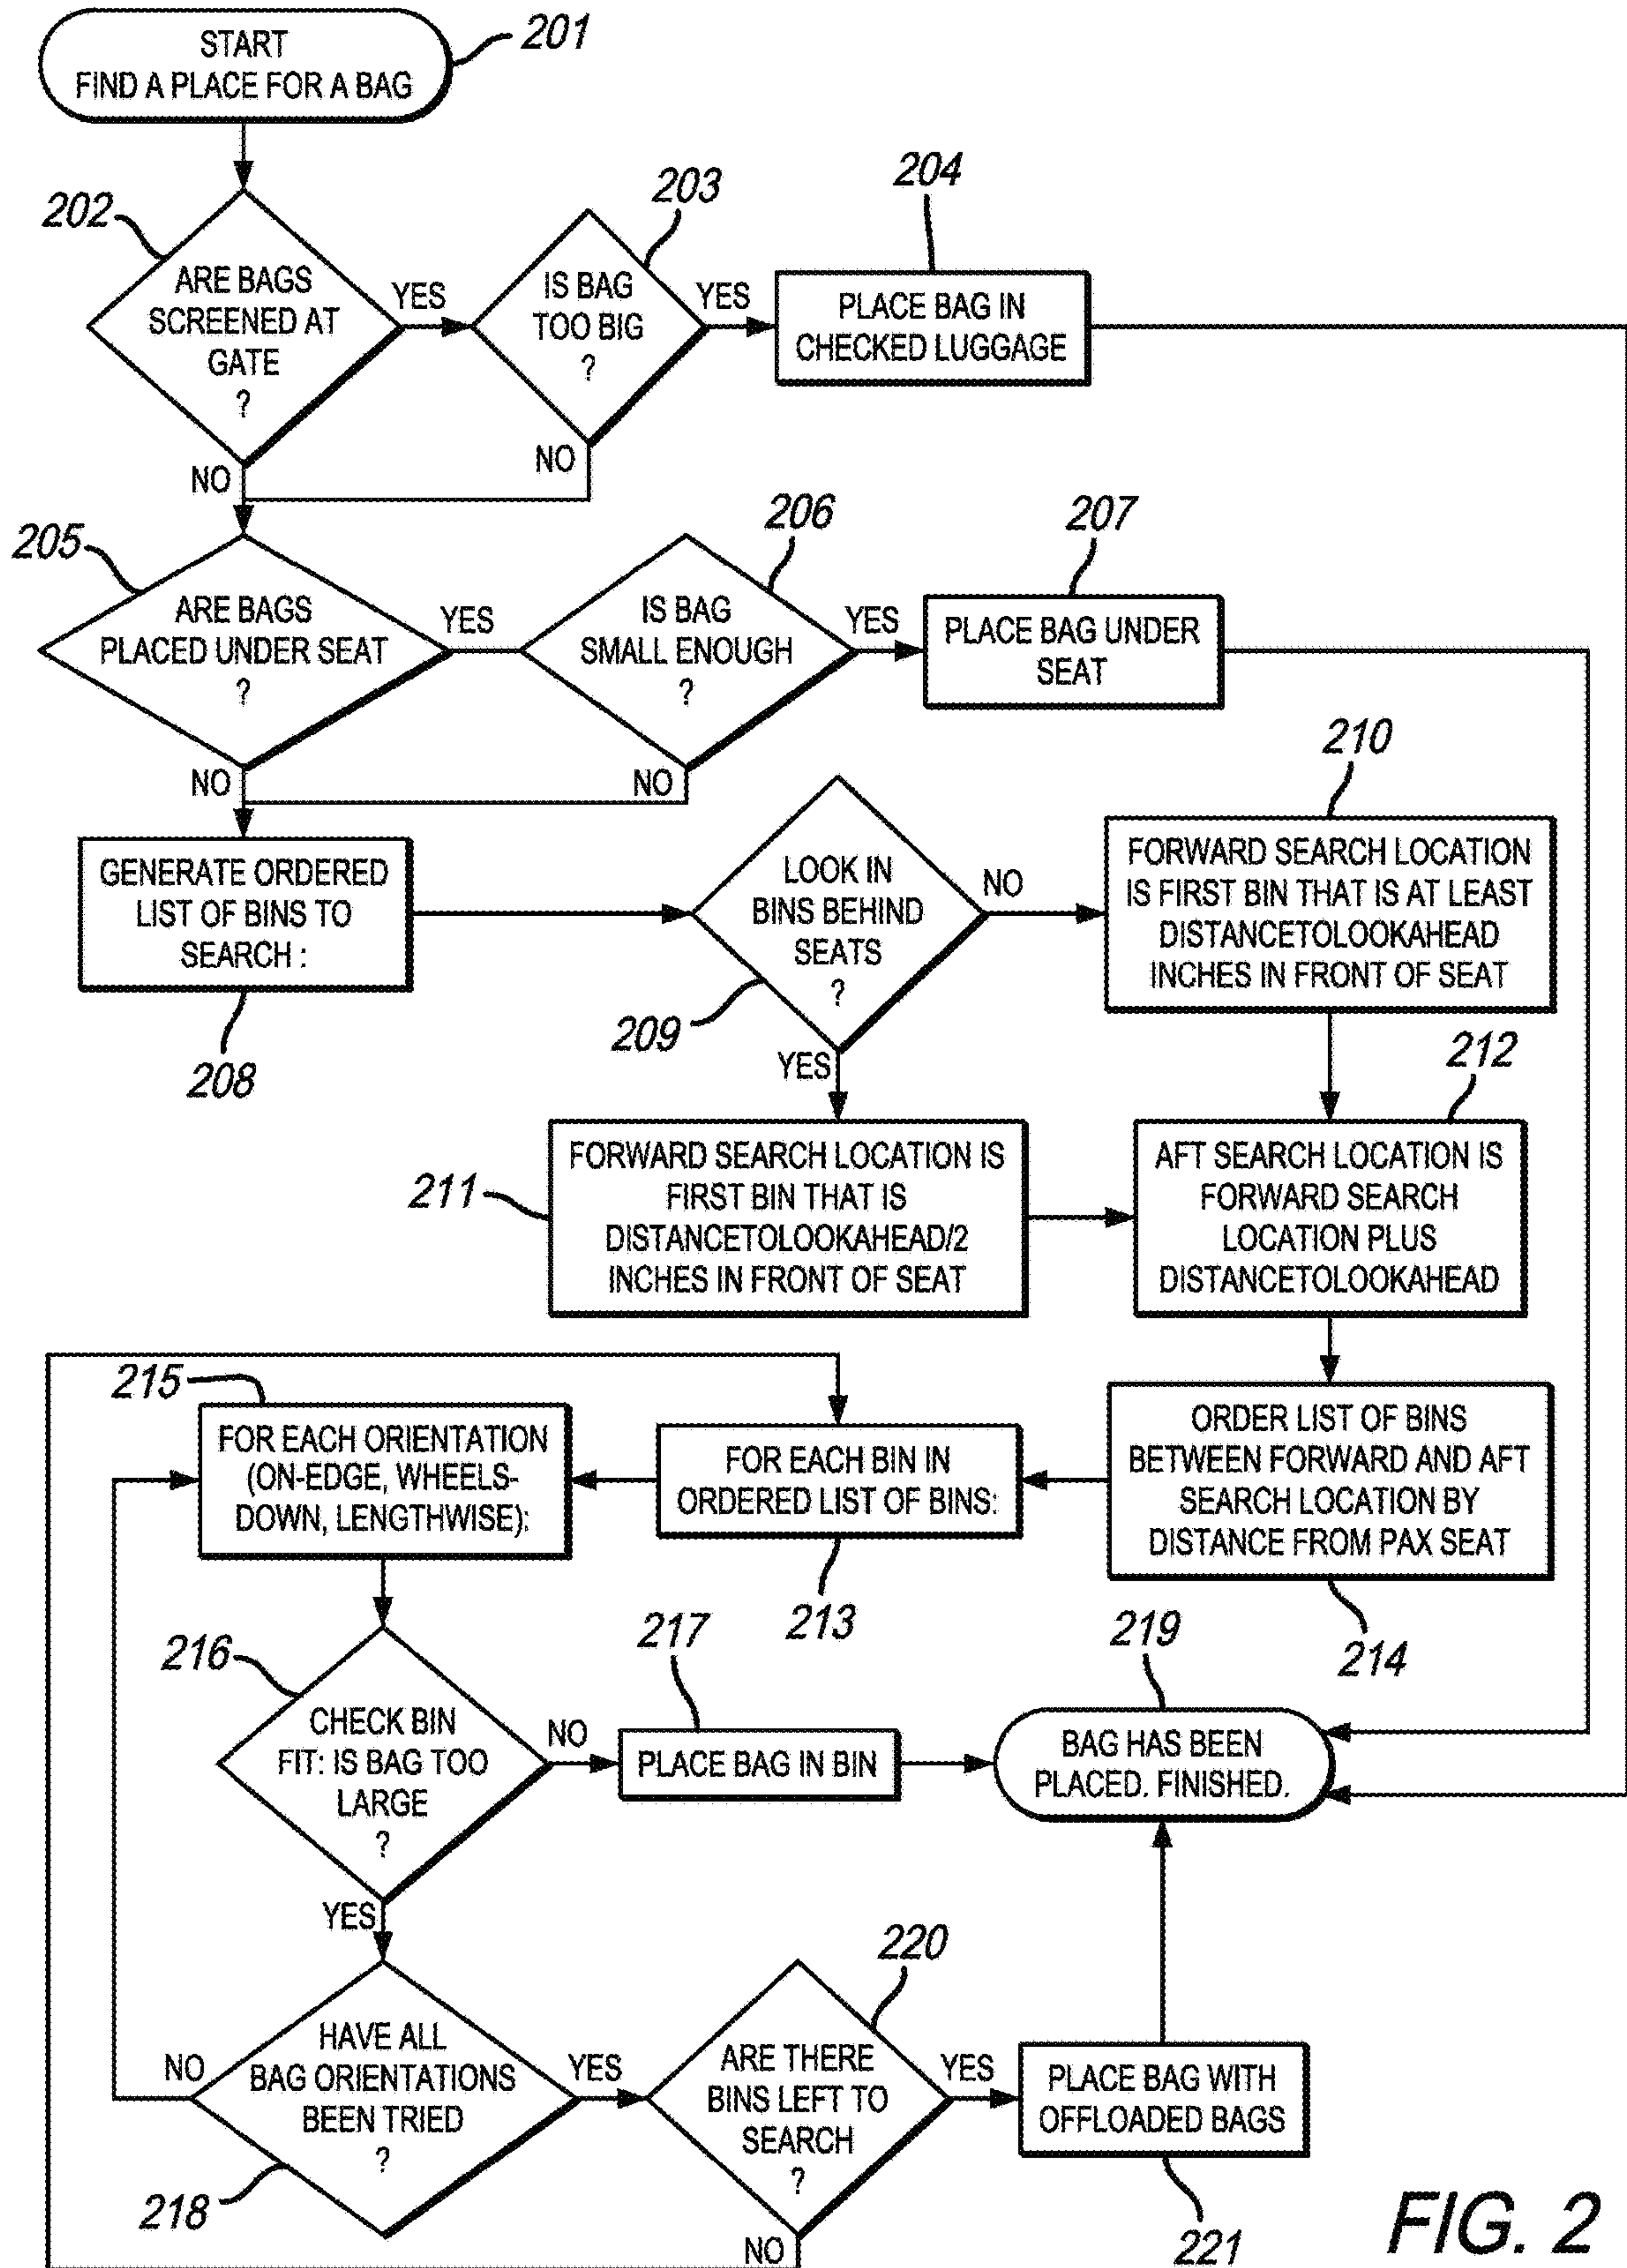 START
FIND A PLACE FOR A BAG
201
202
ARE BAGS
SCREENED AT
GATE
?
YES
NO
203
IS BAG
TOO BIG
?
YES
NO
204
PLACE BAG IN
CHECKED LUGGAGE
205
ARE BAGS
PLACED UNDER SEAT
?
YES
NO
206
IS BAG
SMALL ENOUGH
?
YES
NO
207
PLACE BAG UNDER
SEAT
GENERATE ORDERED
LIST OF BINS TO
SEARCH :
208
LOOK IN
BINS BEHIND
SEATS
?
209
NO
YES
210
FORWARD SEARCH LOCATION
IS FIRST BIN THAT IS AT LEAST
DISTANCETOLOOKAHEAD
INCHES IN FRONT OF SEAT
211
FORWARD SEARCH LOCATION IS
FIRST BIN THAT IS
DISTANCETOLOOKAHEAD/2
INCHES IN FRONT OF SEAT
212
AFT SEARCH LOCATION IS
FORWARD SEARCH
LOCATION PLUS
DISTANCETOLOOKAHEAD
ORDER LIST OF BINS
BETWEEN FORWARD AND AFT
SEARCH LOCATION BY
DISTANCE FROM PAX SEAT
214
FOR EACH BIN IN
ORDERED LIST OF BINS:
213
215
FOR EACH ORIENTATION
(ON-EDGE, WHEELS-
DOWN, LENGTHWISE):
216
CHECK BIN
FIT: IS BAG TOO
LARGE
?
NO
YES
217
PLACE BAG IN BIN
219
BAG HAS BEEN
PLACED. FINISHED.
HAVE ALL
BAG ORIENTATIONS
BEEN TRIED
?
218
NO
YES
220
ARE THERE
BINS LEFT TO
SEARCH
?
YES
NO
PLACE BAG WITH
OFFLOADED BAGS
221
FIG. 2